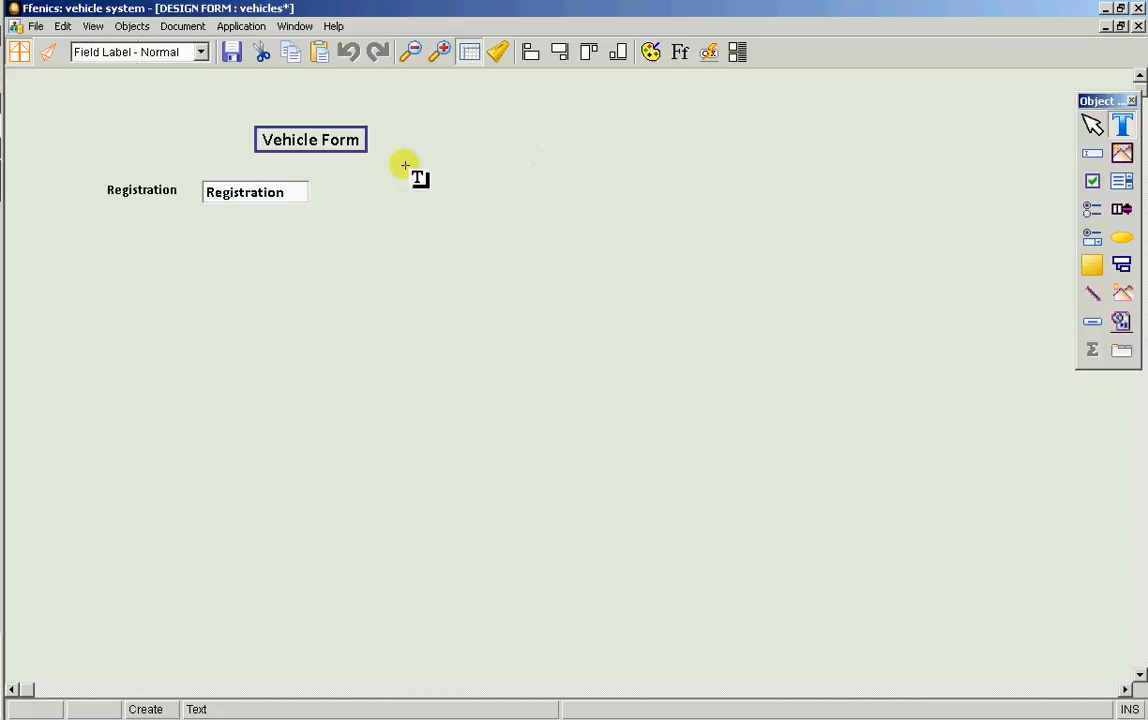 Ffenics: vehicle system - [DESIGN FORM : vehicles*]
File Edit View Objects Document Application Window Help
Field Label - Normal
Ff
Object ...
Vehicle Form
Registration Registration
Create Text INS